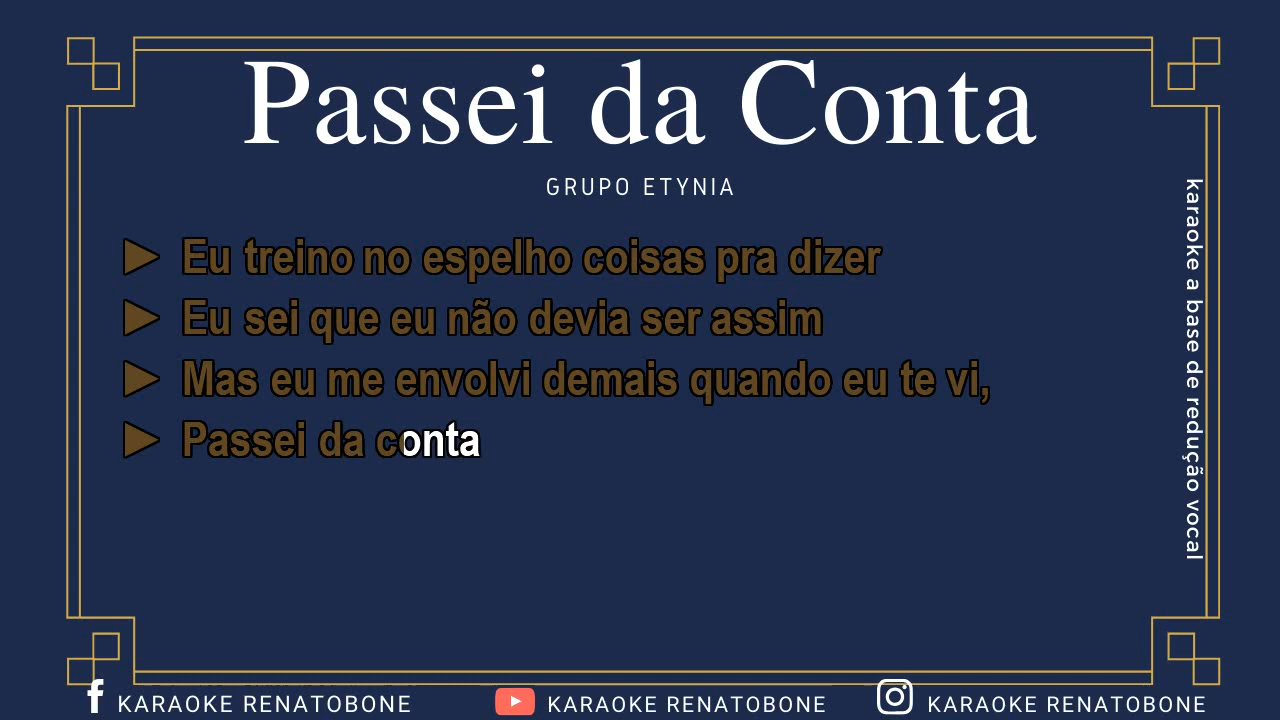 Passei da Conta
GRUPO ETYNIA
Eu treino no espelho coisas pra dizer
Eu sei que eu não devia ser assim
Mas eu me envolvi demais quando eu te vi,
Passei da conta
karaoke a base de redução vocal
KARAOKE RENATOBONE
KARAOKE RENATOBONE
KARAOKE RENATOBONE